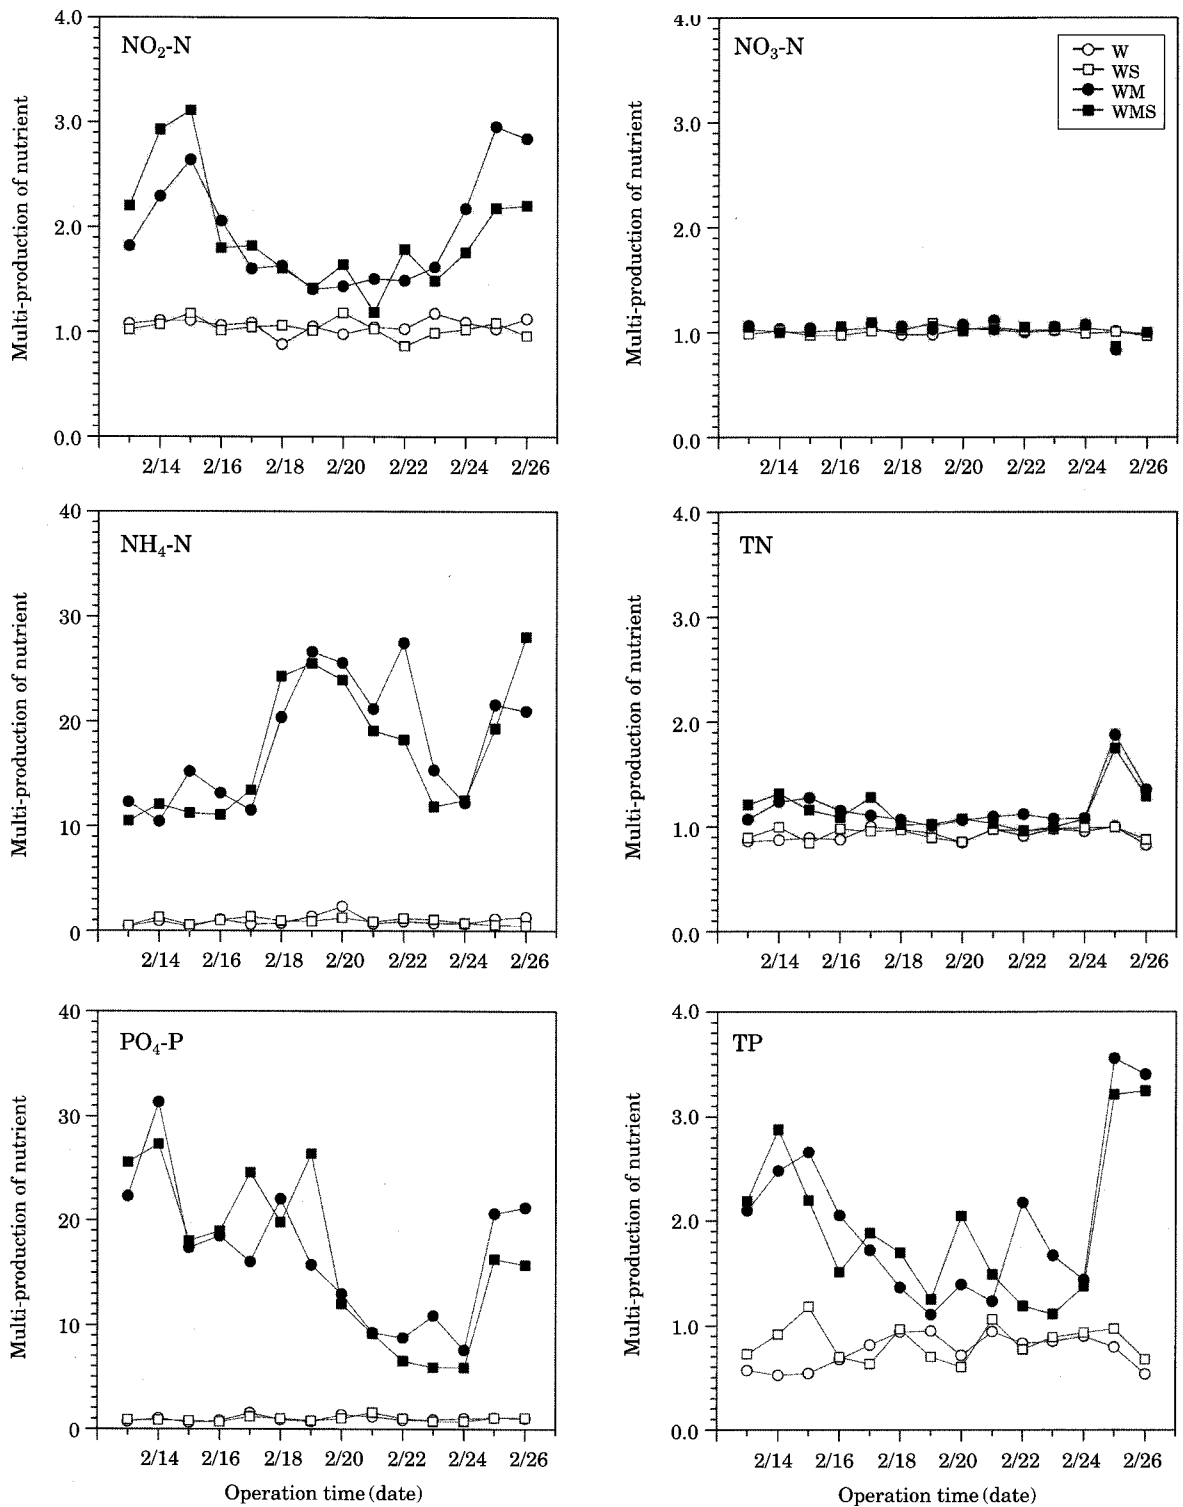 4.0
3.0
2.0
1.0
0.0
Multi-production of nutrient
NO₂-N
2/14 2/16 2/18 2/20 2/22 2/24 2/26
4.0
3.0
2.0
1.0
0.0
Multi-production of nutrient
NO₃-N
W
WS
WM
WMS
2/14 2/16 2/18 2/20 2/22 2/24 2/26
40
30
20
10
0
Multi-production of nutrient
NH₄-N
2/14 2/16 2/18 2/20 2/22 2/24 2/26
4.0
3.0
2.0
1.0
0.0
Multi-production of nutrient
TN
2/14 2/16 2/18 2/20 2/22 2/24 2/26
40
30
20
10
0
Multi-production of nutrient
PO₄-P
2/14 2/16 2/18 2/20 2/22 2/24 2/26
Operation time (date)
4.0
3.0
2.0
1.0
0.0
Multi-production of nutrient
TP
2/14 2/16 2/18 2/20 2/22 2/24 2/26
Operation time (date)